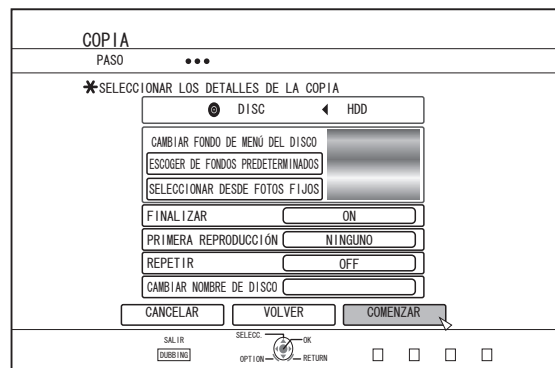 COPIA
PASO
SELECCIONAR LOS DETALLES DE LA COPIA
DISC HDD
CAMBIAR FONDO DE MENÚ DEL DISCO
ESCOGER DE FONDOS PREDETERMINADOS
SELECCIONAR DESDE FOTOS FIJOS
FINALIZAR ON
PRIMERA REPRODUCCIÓN NINGUNO
REPETIR OFF
CAMBIAR NOMBRE DE DISCO
CANCELAR VOLVER COMENZAR
SALIR SELECC. OK
DUBBING OPTION RETURN